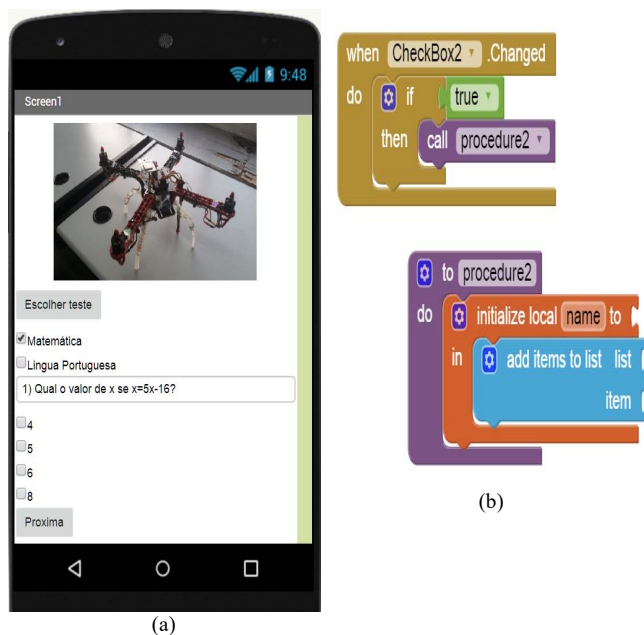 9:48
Screen1
Escolher teste
Matemática
Lingua Portuguesa
1) Qual o valor de x se x=5x-16?
4
5
6
8
Proxima
(a)
when CheckBox2 .Changed
do if true
then call procedure2
to procedure2
do initialize local name to
in add items to list list
item
(b)